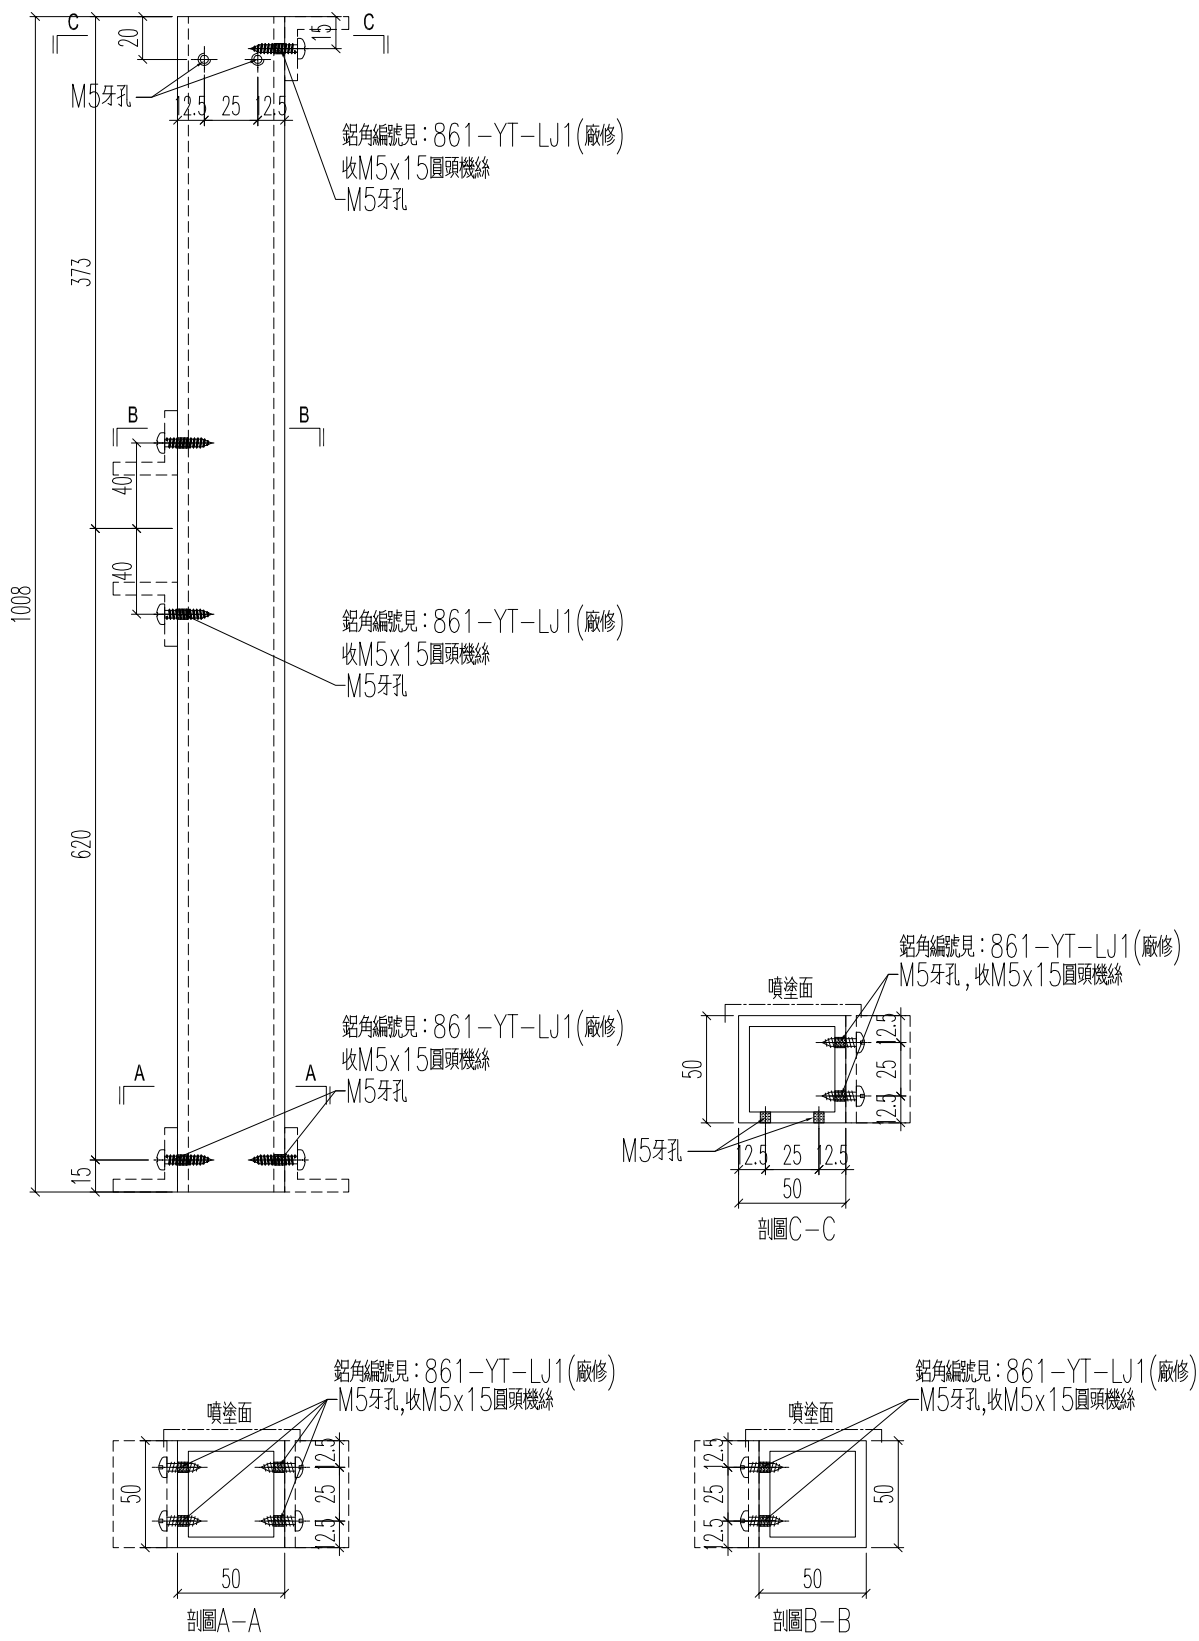 C
C
20
15
M5牙孔
12.5
25
12.5
鋁角編號見：861-YT-LJ1(廠修)
收M5x15圓頭機絲
M5牙孔
373
B
B
40
40
1008
鋁角編號見：861-YT-LJ1(廠修)
收M5x15圓頭機絲
M5牙孔
620
鋁角編號見：861-YT-LJ1(廠修)
收M5x15圓頭機絲
M5牙孔
A
A
15
鋁角編號見：861-YT-LJ1(廠修)
M5牙孔,收M5x15圓頭機絲
噴塗面
50
12.5
25
12.5
M5牙孔
12.5
25
12.5
50
剖圖C-C
鋁角編號見：861-YT-LJ1(廠修)
M5牙孔,收M5x15圓頭機絲
噴塗面
50
12.5
25
12.5
50
剖圖A-A
鋁角編號見：861-YT-LJ1(廠修)
M5牙孔,收M5x15圓頭機絲
噴塗面
12.5
25
12.5
50
50
剖圖B-B